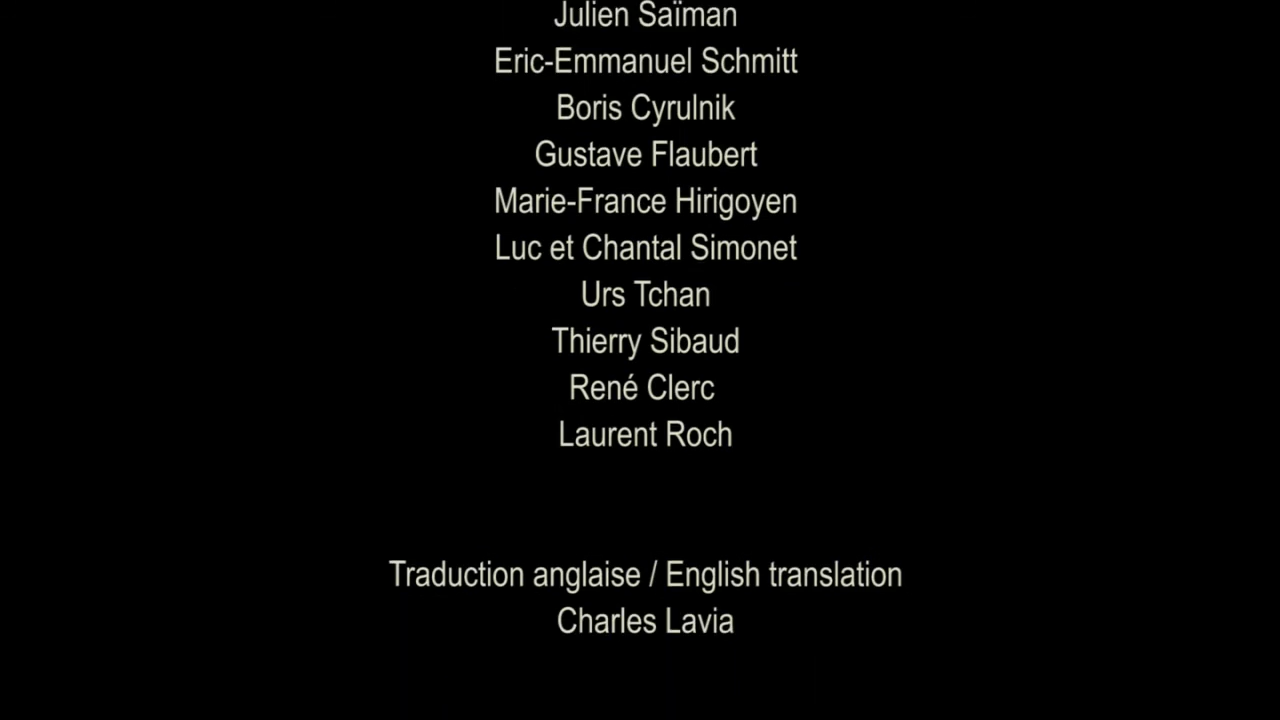 Julien Saïman
Eric-Emmanuel Schmitt
Boris Cyrulnik
Gustave Flaubert
Marie-France Hirigoyen
Luc et Chantal Simonet
Urs Tchan
Thierry Sibaud
René Clerc
Laurent Roch
Traduction anglaise / English translation
Charles Lavia